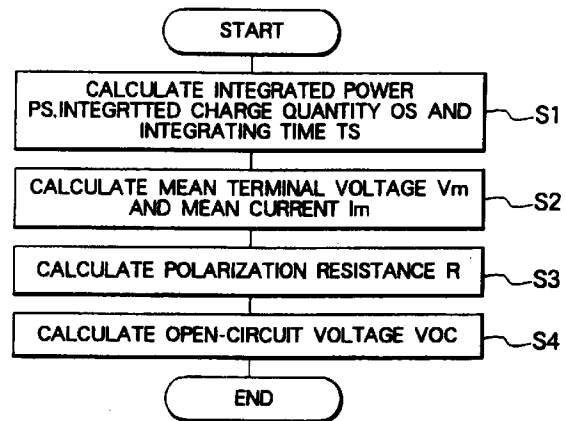 START
CALCULATE INTEGRATED POWER
PS,INTEGRTTED CHARGE QUANTITY OS AND
INTEGRATING TIME TS
S1
CALCULATE MEAN TERMINAL VOLTAGE Vm
AND MEAN CURRENT Im
S2
CALCULATE POLARIZATION RESISTANCE R
S3
CALCULATE OPEN-CIRCUIT VOLTAGE VOC
S4
END